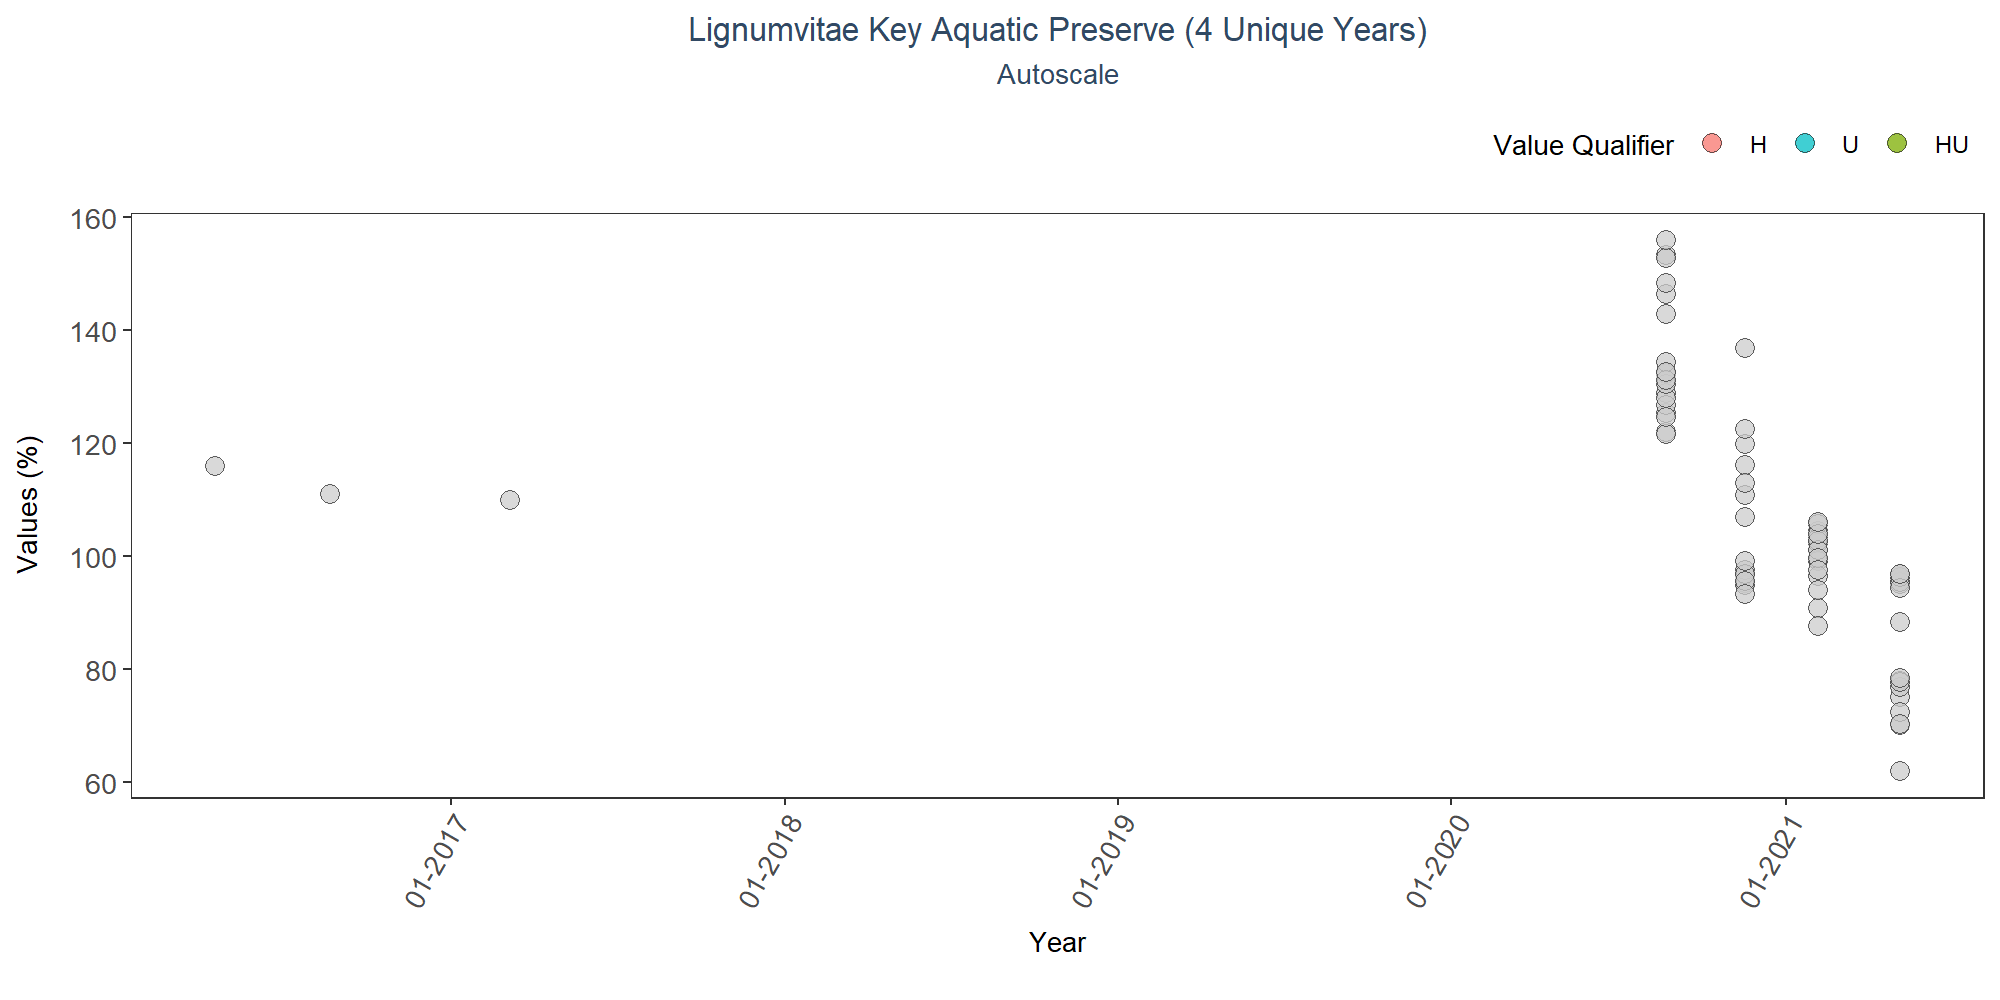 Lignumvitae Key Aquatic Preserve (4 Unique Years)
Autoscale
Value Qualifier H U HU
160
140
120
100
80
60
Values (%)
01-2017 01-2018 01-2019 01-2020 01-2021
Year